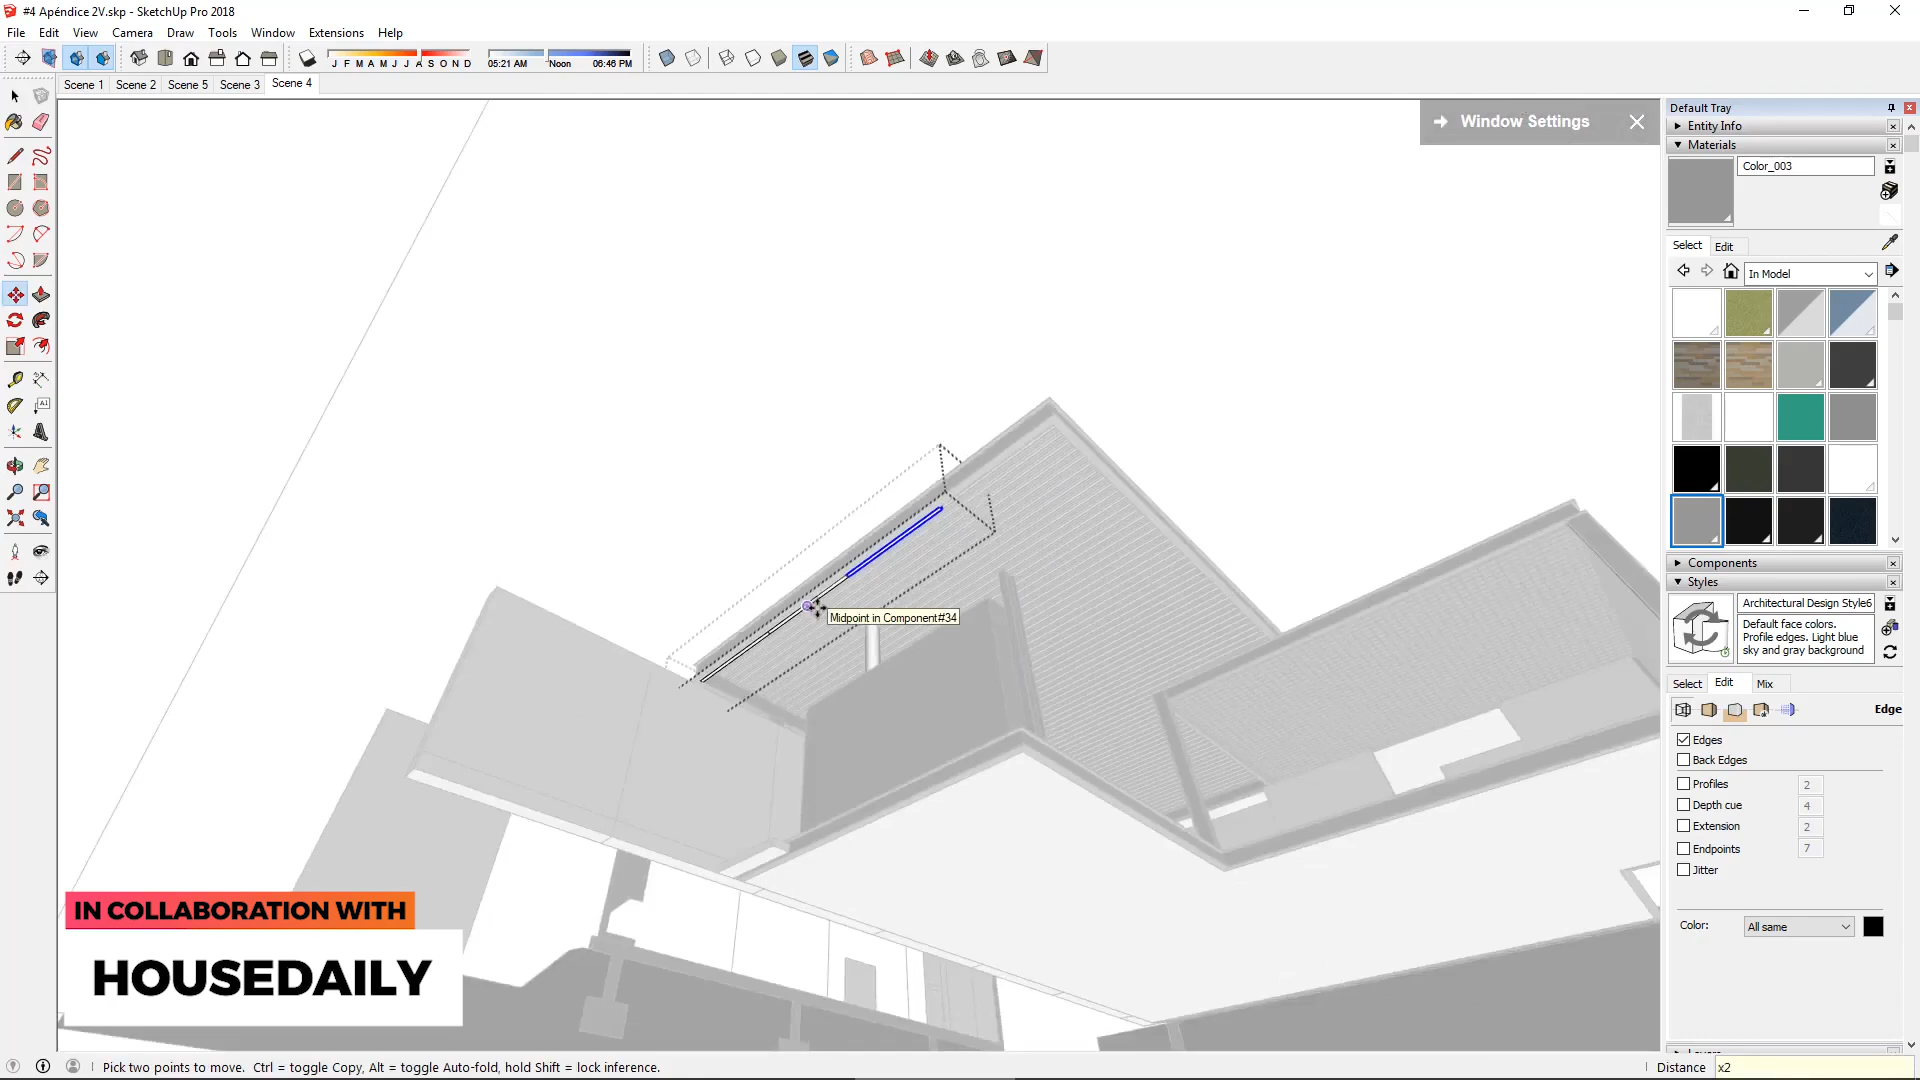 #4 Apéndice 2V.skp - SketchUp Pro 2018
File Edit View Camera Draw Tools Window Extensions Help
J F M A M J J A S O N D
05:21 AM Noon 06:46 PM
Scene 1 Scene 2 Scene 5 Scene 3 Scene 4
Window Settings
Default Tray
Entity Info
Materials
Color_003
Select Edit
In Model
Midpoint in Component#34
Components
Styles
Architectural Design Style6
Default face colors.
Profile edges. Light blue
sky and gray background
Select Edit Mix
Edge
Edges
Back Edges
Profiles 2
Depth cue 4
Extension 2
Endpoints 7
Jitter
Color: All same
IN COLLABORATION WITH
HOUSEDAILY
Pick two points to move. Ctrl = toggle Copy, Alt = toggle Auto-fold, hold Shift = lock inference.
Distance x2